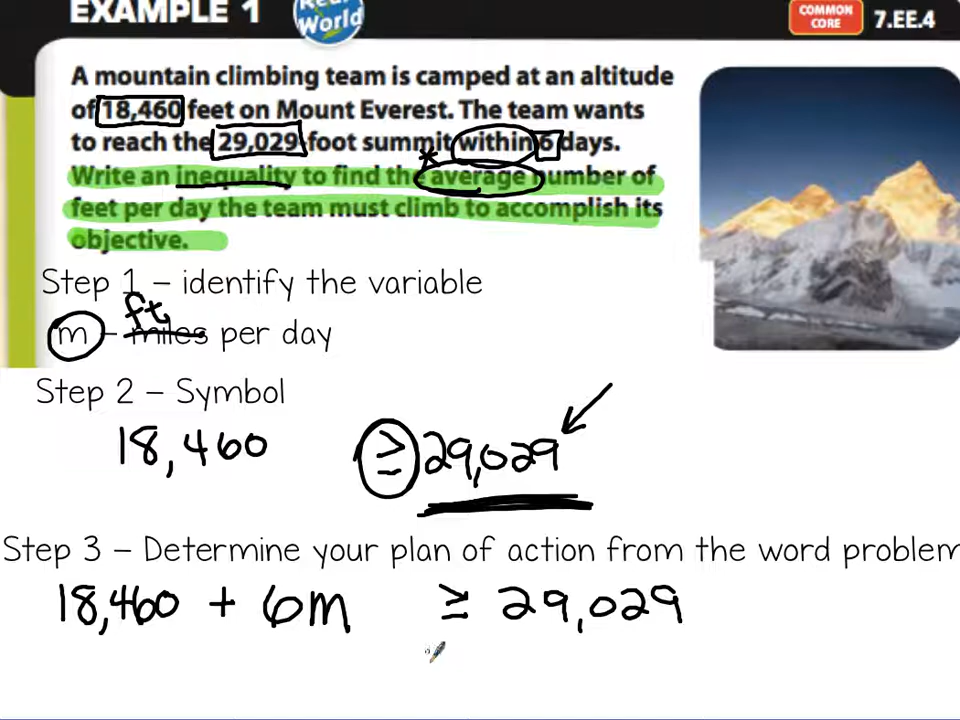 EXAMPLE 1
Real World
COMMON CORE
7.EE.4
A mountain climbing team is camped at an altitude
of 18,460 feet on Mount Everest. The team wants
to reach the 29,029-foot summit within 6 days.
Write an inequality to find the average number of
feet per day the team must climb to accomplish its
objective.
Step 1 – identify the variable
ft
m – miles per day
Step 2 – Symbol
18,460 ≥ 29,029
Step 3 – Determine your plan of action from the word problem
18,460 + 6m ≥ 29,029